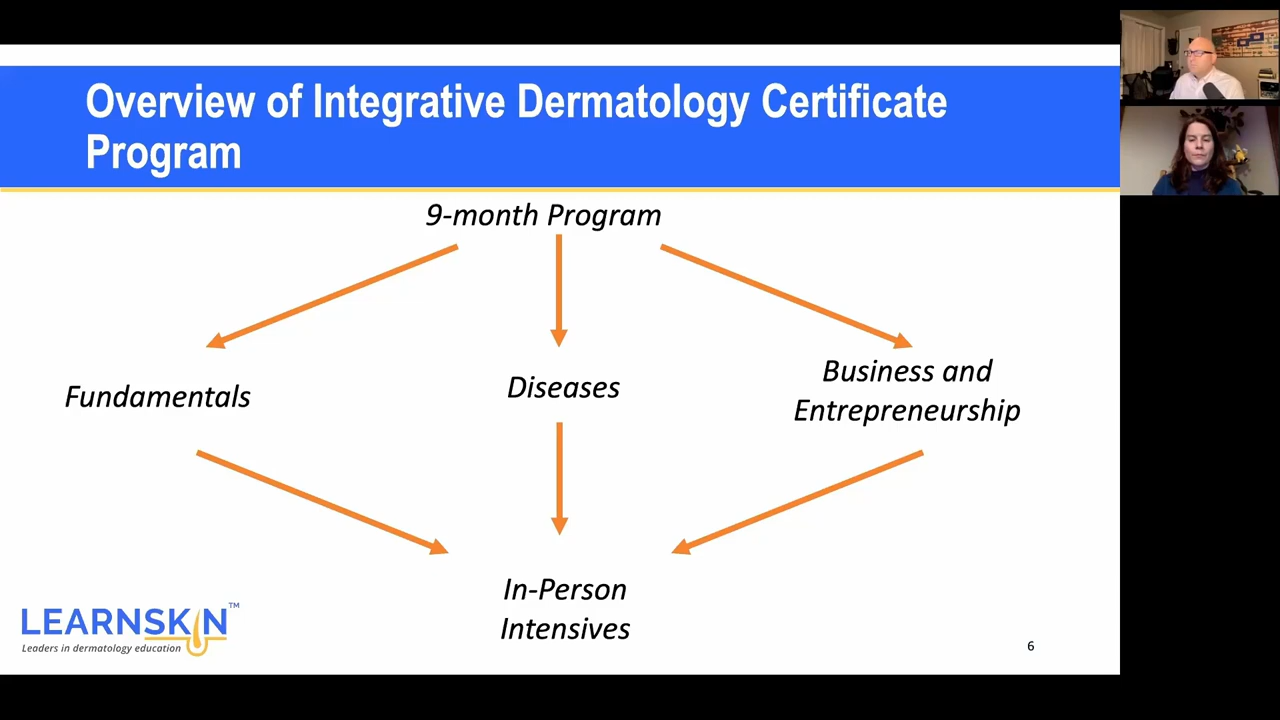 Overview of Integrative Dermatology Certificate
Program
9-month Program
Fundamentals
Diseases
Business and
Entrepreneurship
In-Person
Intensives
LEARNSKIN™
Leaders in dermatology education
6